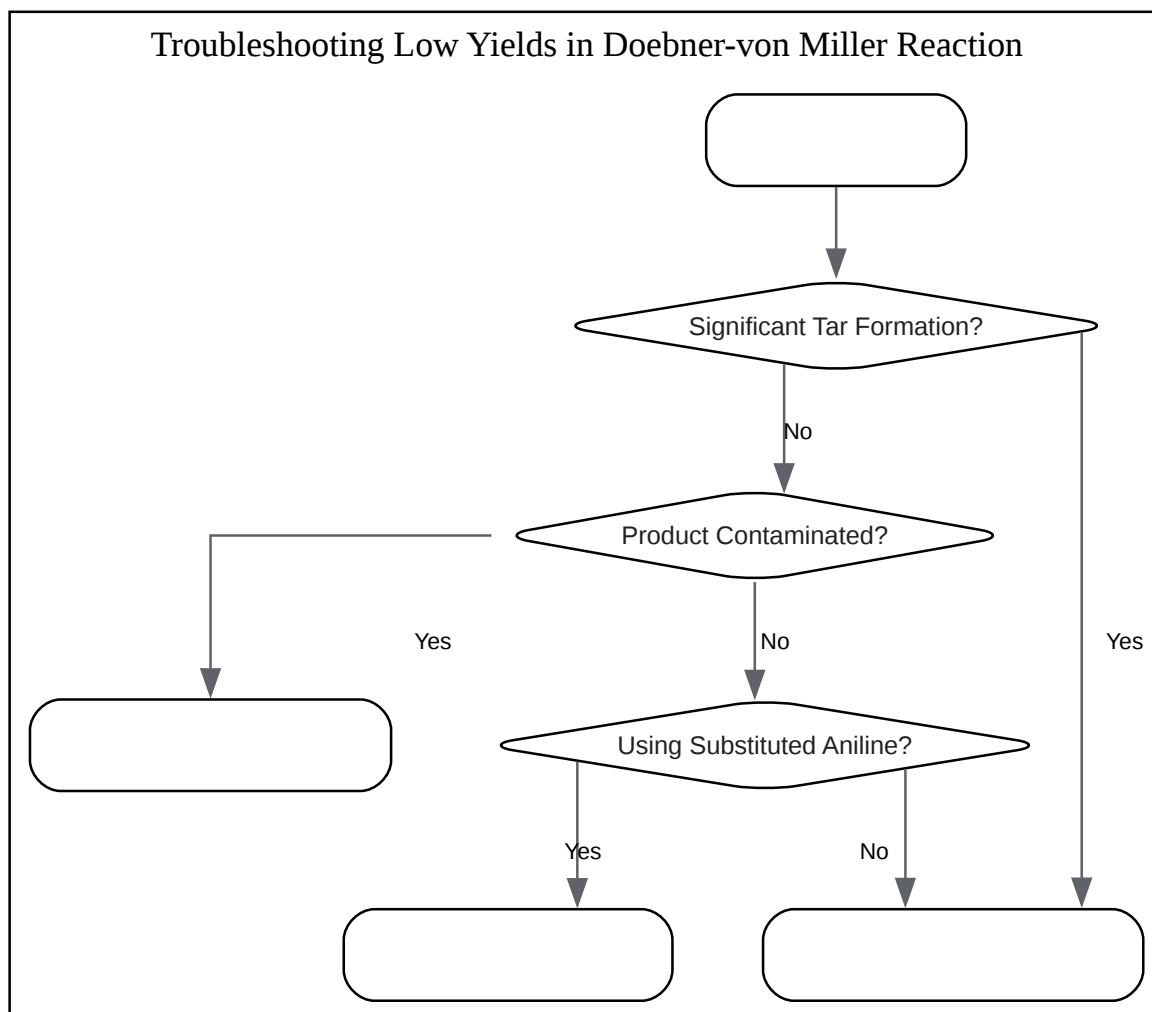 Troubleshooting Low Yields in Doebner-von Miller Reaction
Significant Tar Formation?
No
Product Contaminated?
Yes
No
Yes
Using Substituted Aniline?
Yes
No